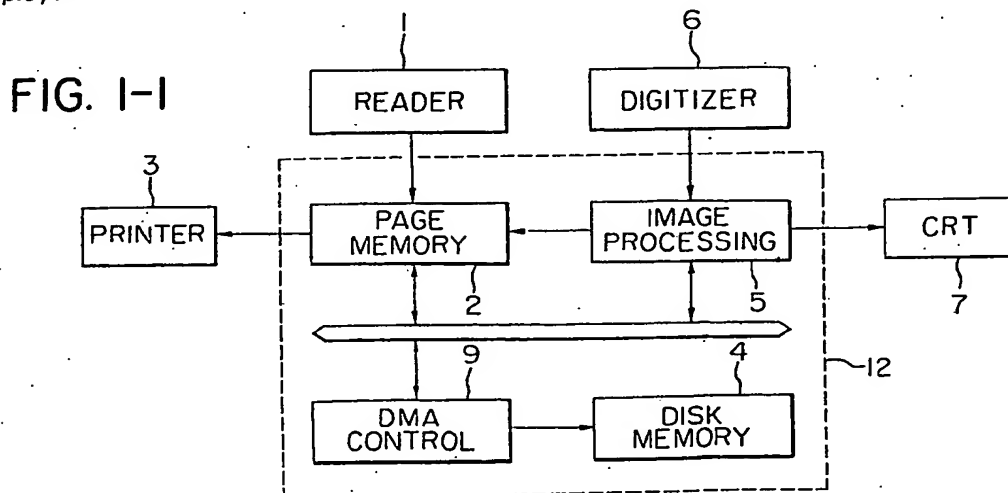 1
6
FIG. 1-1
READER
DIGITIZER
3
PRINTER
PAGE
MEMORY
IMAGE
PROCESSING
CRT
2
5
7
9
4
12
DMA
CONTROL
DISK
MEMORY